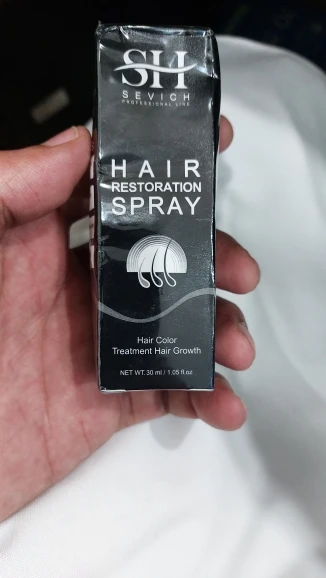 SH
SEVICH
PROFESSIONAL LINE
HAIR
RESTORATION
SPRAY
Hair Color
Treatment Hair Growth
NET WT. 30 ml / 1.05 fl.oz